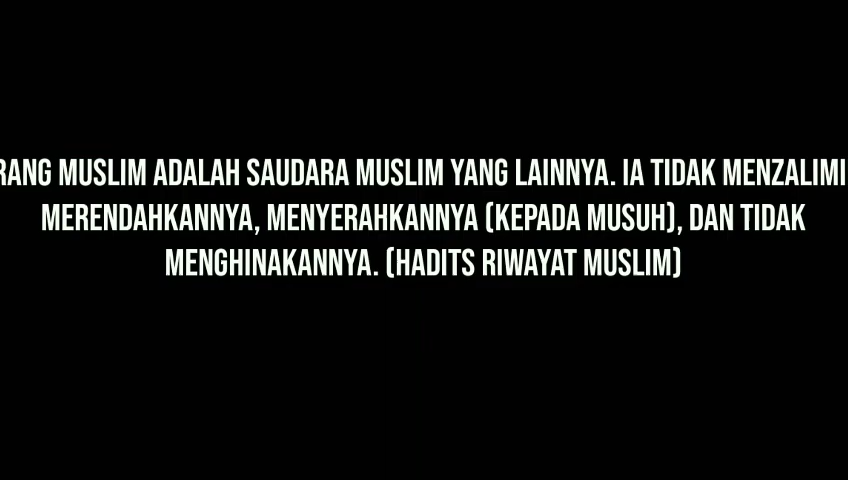 RANG MUSLIM ADALAH SAUDARA MUSLIM YANG LAINNYA. IA TIDAK MENZALIMI
MERENDAHKANNYA, MENYERAHKANNYA (KEPADA MUSUH), DAN TIDAK
MENGHINAKANNYA. (HADITS RIWAYAT MUSLIM)